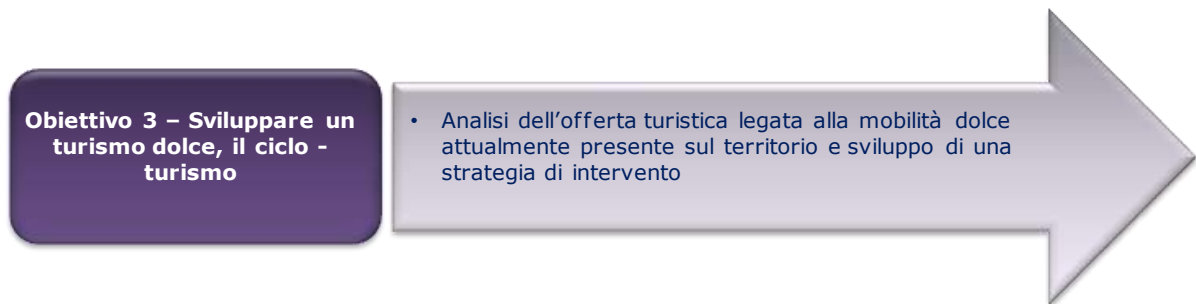 Obiettivo 3 – Sviluppare un
turismo dolce, il ciclo -
turismo
• Analisi dell’offerta turistica legata alla mobilità dolce
attualmente presente sul territorio e sviluppo di una
strategia di intervento